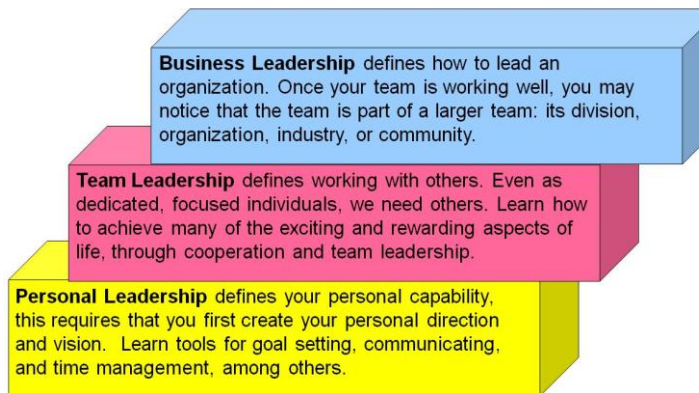 Business Leadership defines how to lead an
organization. Once your team is working well, you may
notice that the team is part of a larger team: its division,
organization, industry, or community.
Team Leadership defines working with others. Even as
dedicated, focused individuals, we need others. Learn how
to achieve many of the exciting and rewarding aspects of
life, through cooperation and team leadership.
Personal Leadership defines your personal capability,
this requires that you first create your personal direction
and vision.  Learn tools for goal setting, communicating,
and time management, among others.